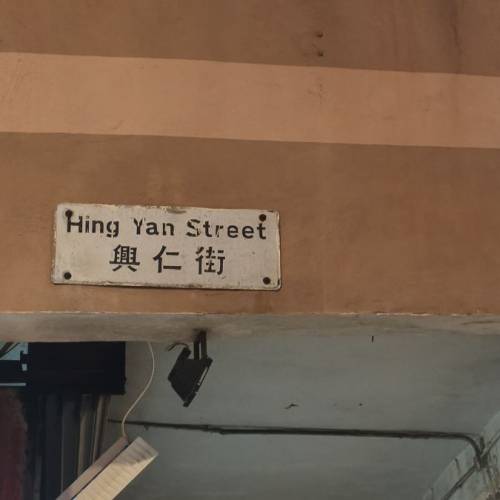 Hing Yan Street
興仁街